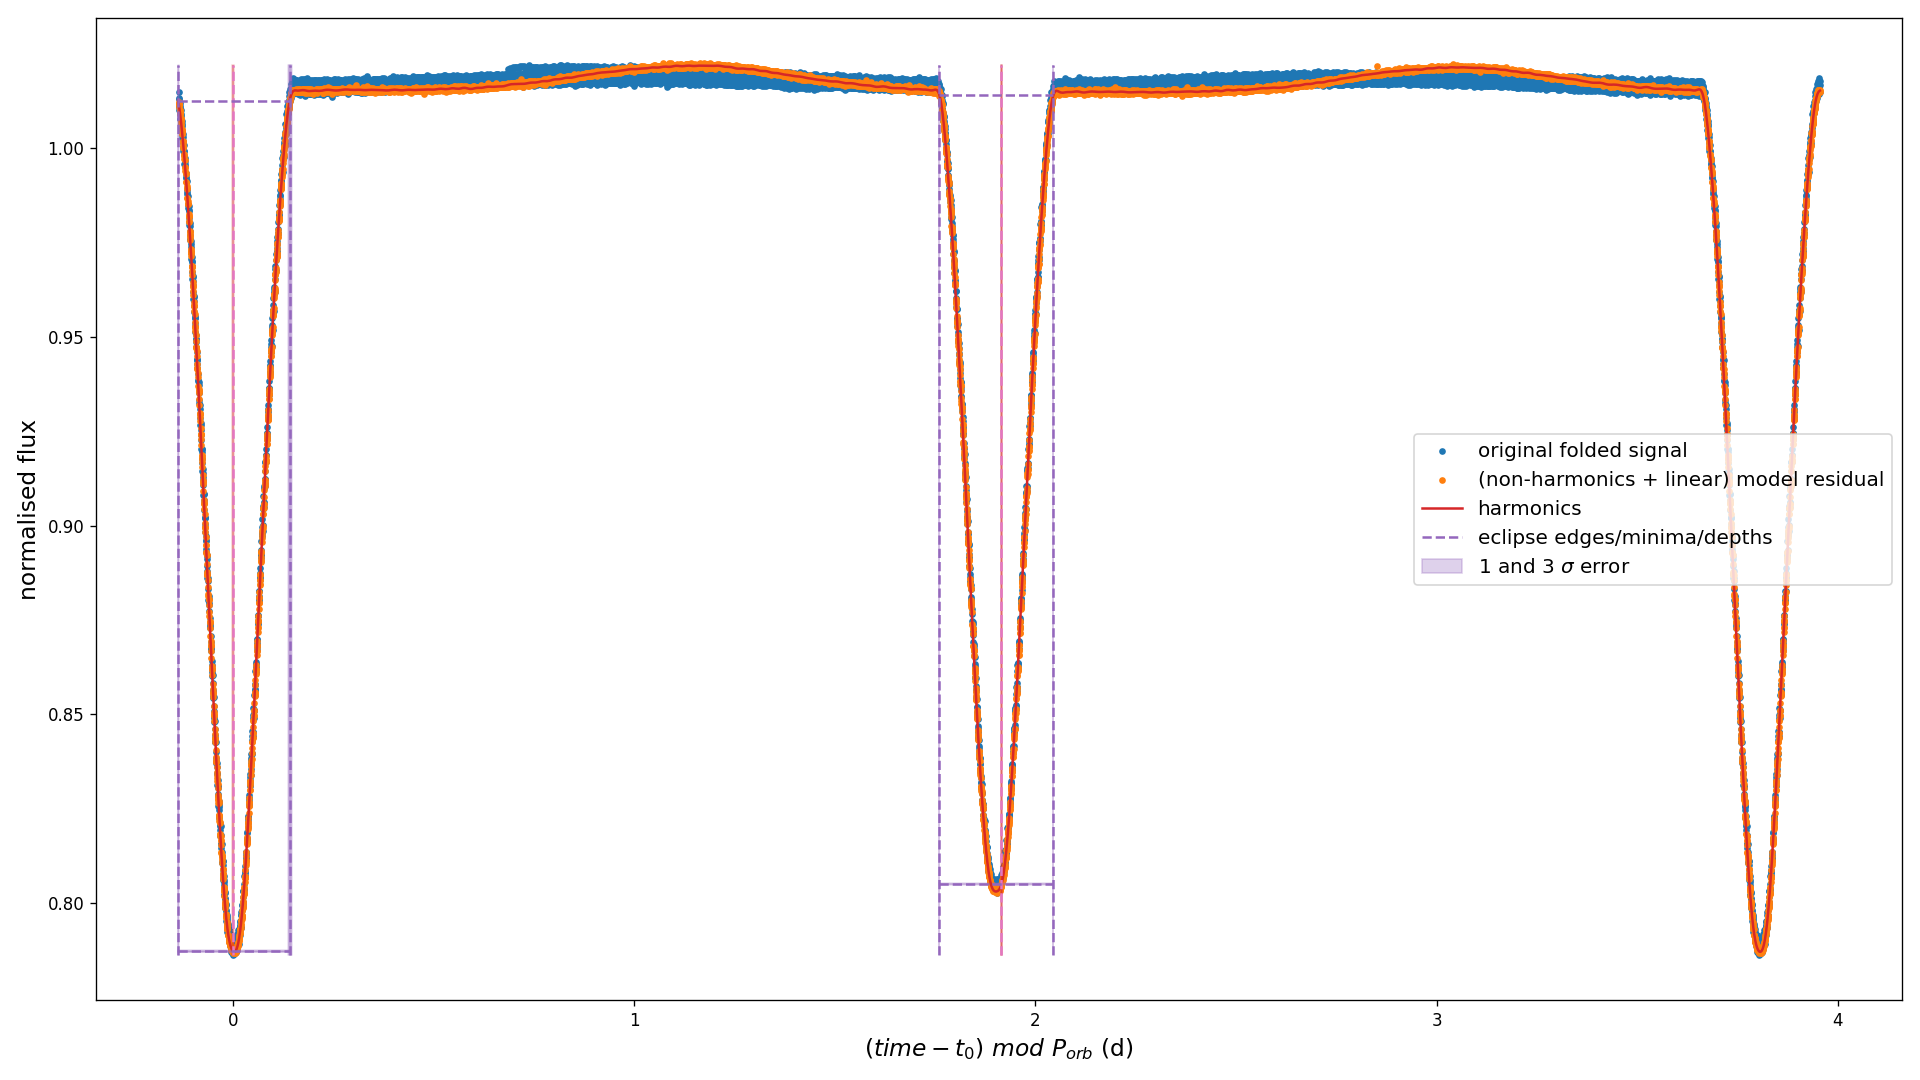 normalised flux
1.00
0.95
0.90
0.85
0.80
original folded signal
(non-harmonics + linear) model residual
harmonics
eclipse edges/minima/depths
1 and 3 σ error
0 1 2 3 4
(time − t₀) mod P_orb (d)